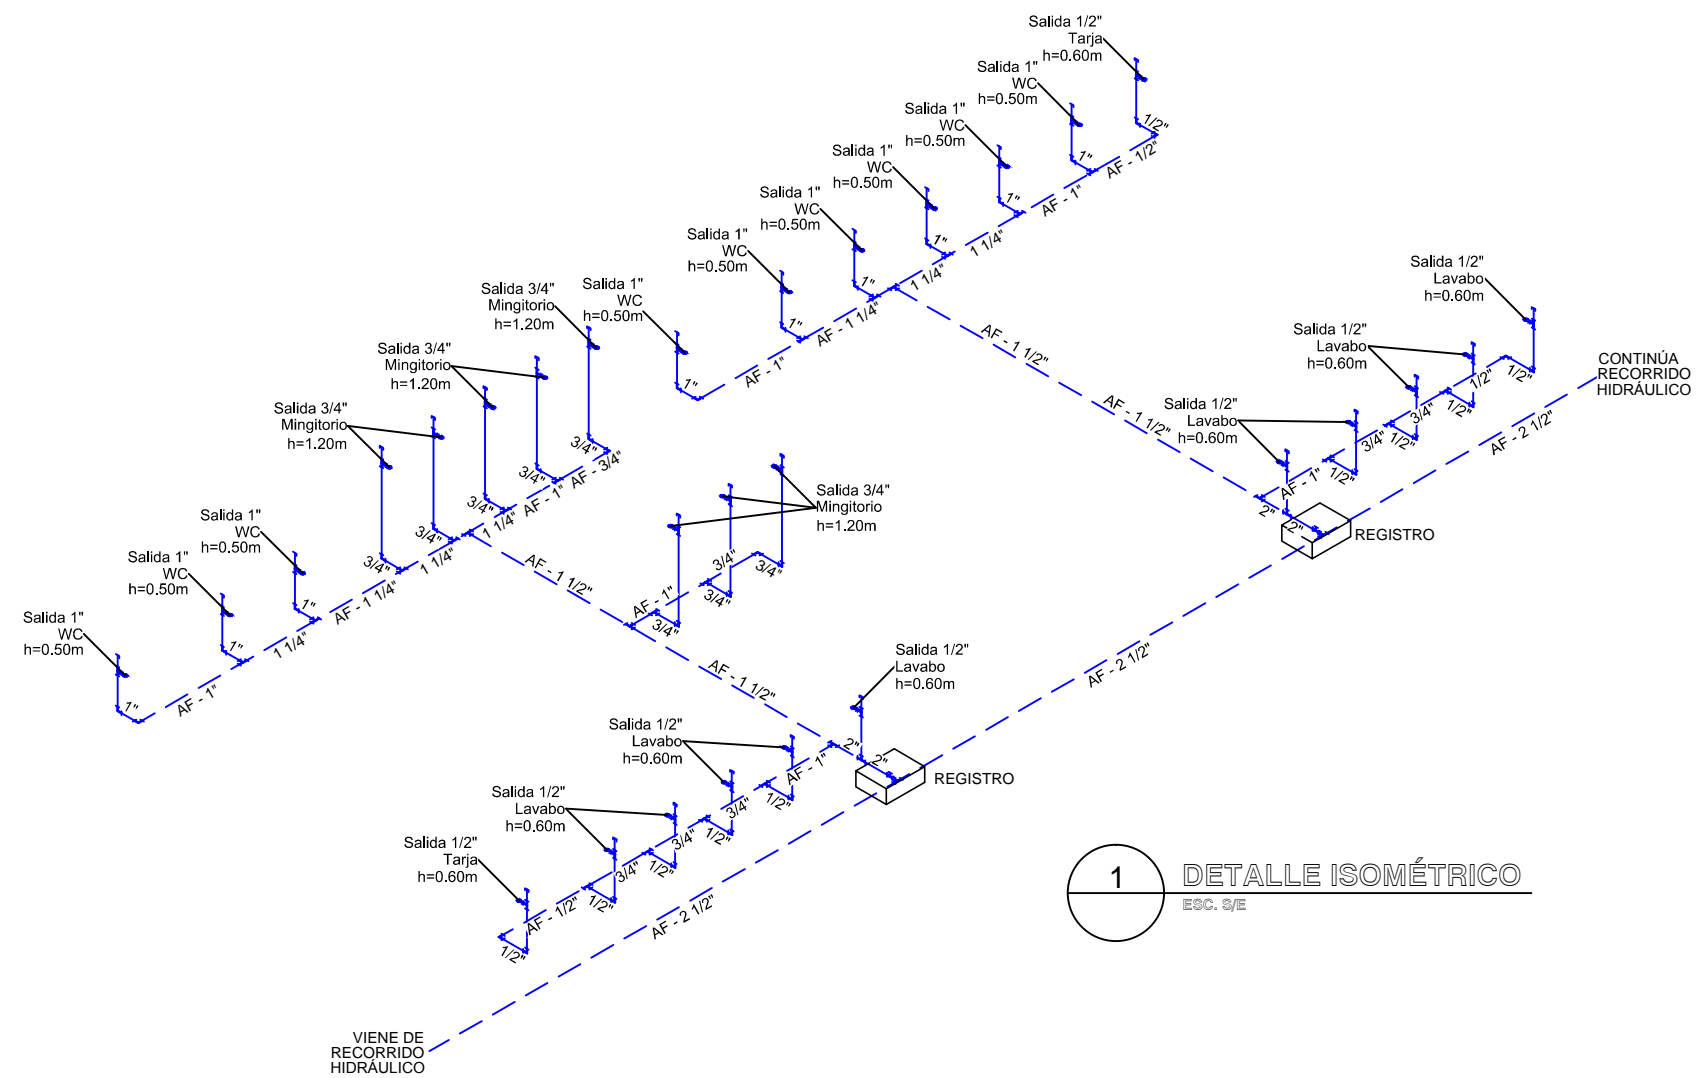 Salida 1/2"
Tarja
h=0.60m
Salida 1"
WC
h=0.50m
Salida 1"
WC
h=0.50m
Salida 1"
WC
h=0.50m
Salida 1"
WC
h=0.50m
Salida 1"
WC
h=0.50m
Salida 1"
WC
h=0.50m
1/2"
AF - 1/2"
1"
AF - 1"
1"
1 1/4"
1"
1 1/4"
1"
AF - 1 1/4"
1"
AF - 1"
1"
AF - 1 1/2"
AF - 1 1/2"
Salida 1/2"
Lavabo
h=0.60m
Salida 1/2"
Lavabo
h=0.60m
Salida 1/2"
Lavabo
h=0.60m
1/2"
1/2"
1/2"
3/4"
1/2"
3/4"
1/2"
AF - 1"
2"
2"
REGISTRO
CONTINÚA
RECORRIDO
HIDRÁULICO
AF - 2 1/2"
AF - 2 1/2"
Salida 3/4"
Mingitorio
h=1.20m
Salida 3/4"
Mingitorio
h=1.20m
Salida 3/4"
Mingitorio
h=1.20m
Salida 1"
WC
h=0.50m
Salida 1"
WC
h=0.50m
Salida 1"
WC
h=0.50m
3/4"
AF - 3/4"
3/4"
AF - 1"
3/4"
1 1/4"
3/4"
1 1/4"
3/4"
AF - 1 1/4"
1"
1 1/4"
1"
AF - 1"
1"
AF - 1 1/2"
Salida 3/4"
Mingitorio
h=1.20m
3/4"
3/4"
3/4"
AF - 1"
3/4"
AF - 1 1/2"
Salida 1/2"
Lavabo
h=0.60m
2"
2"
REGISTRO
Salida 1/2"
Lavabo
h=0.60m
Salida 1/2"
Lavabo
h=0.60m
Salida 1/2"
Tarja
h=0.60m
AF - 1"
1/2"
3/4"
1/2"
3/4"
1/2"
3/4"
1/2"
AF - 1/2"
1/2"
AF - 2 1/2"
VIENE DE
RECORRIDO
HIDRÁULICO
1
DETALLE ISOMÉTRICO
ESC. S/E